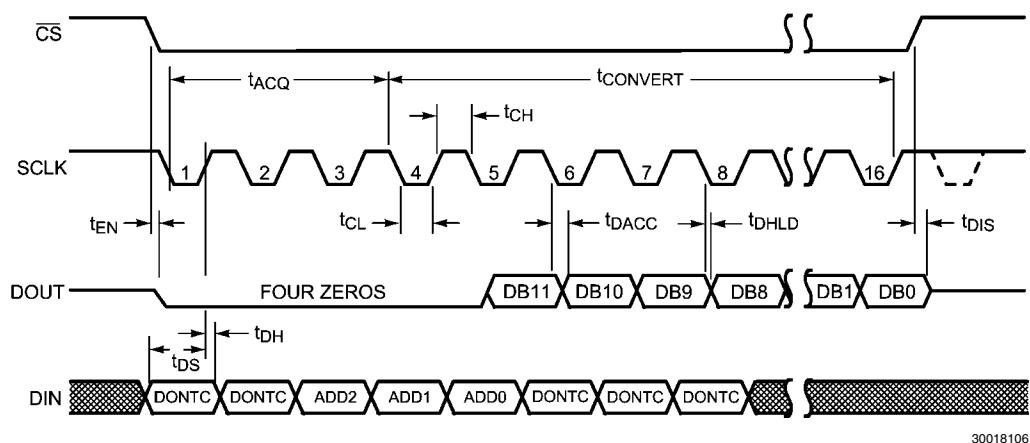 CS
tACQ
tCONVERT
tCH
SCLK
1 2 3 4 5 6 7 8 16
tEN
tCL
tDACC
tDHLD
tDIS
DOUT
FOUR ZEROS
DB11 DB10 DB9 DB8 DB1 DB0
tDH
tDS
DIN
DONTC DONTC ADD2 ADD1 ADD0 DONTC DONTC DONTC
30018106